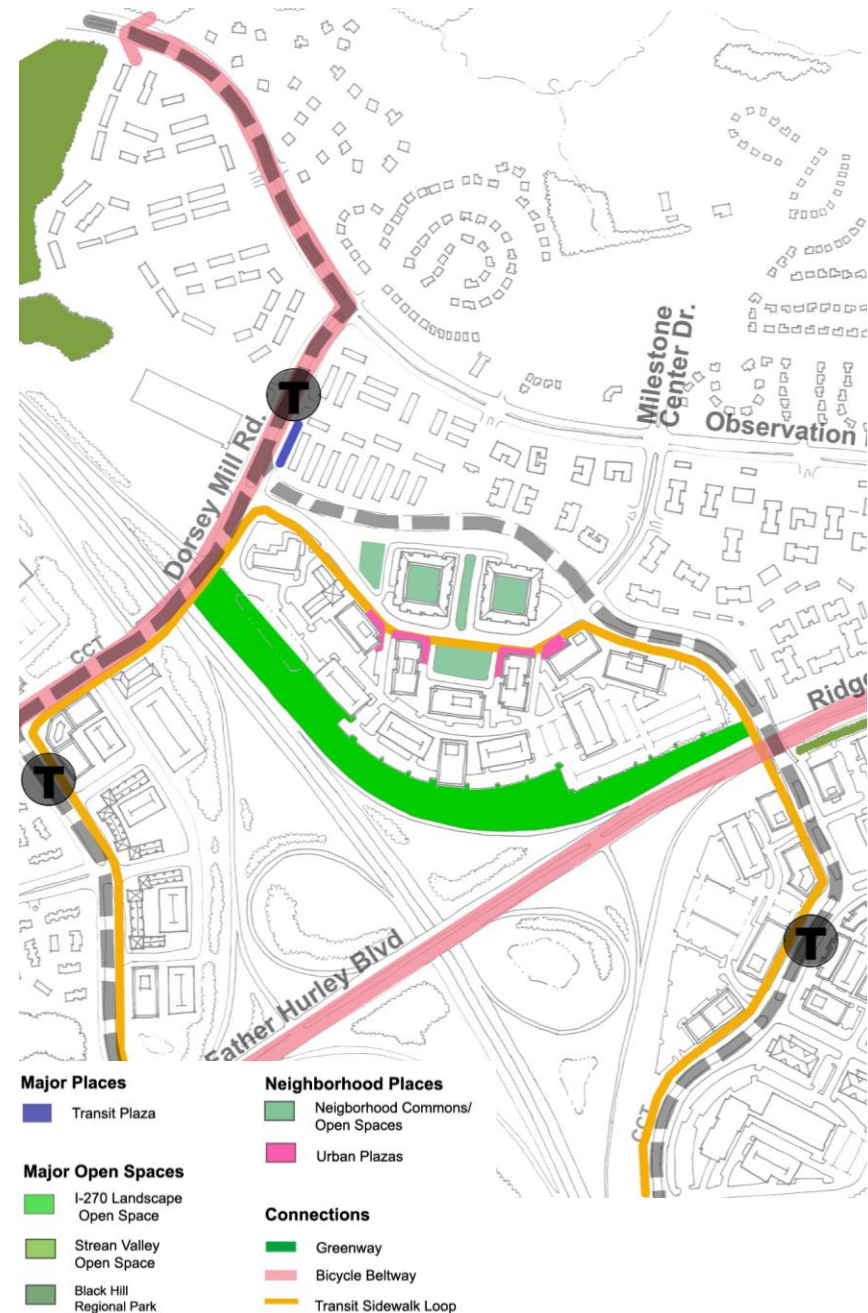 T
Dorsey Mill Rd.
Milestone
Center Dr.
Observation
CCT
Ridge
T
T
Father Hurley Blvd
CCT
Major Places
Transit Plaza
Major Open Spaces
I-270 Landscape
Open Space
Strean Valley
Open Space
Black Hill
Regional Park
Neighborhood Places
Neigborhood Commons/
Open Spaces
Urban Plazas
Connections
Greenway
Bicycle Beltway
Transit Sidewalk Loop